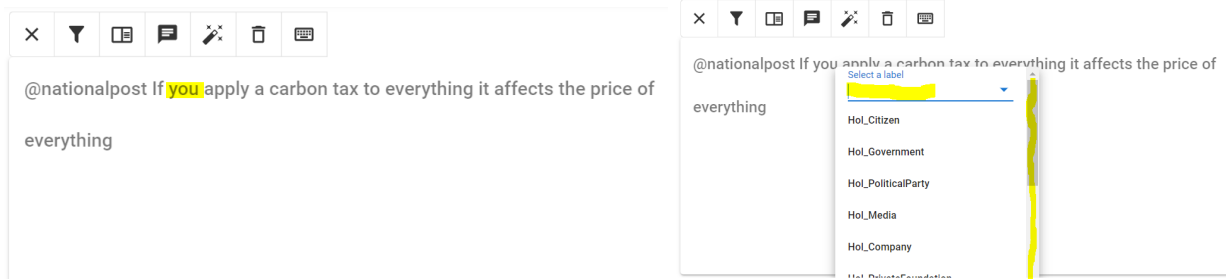 @nationalpost If you apply a carbon tax to everything it affects the price of
everything
@nationalpost If you apply a carbon tax to everything it affects the price of
everything
Select a label
Hol_Citizen
Hol_Government
Hol_PoliticalParty
Hol_Media
Hol_Company
Hol_PrivateFoundation